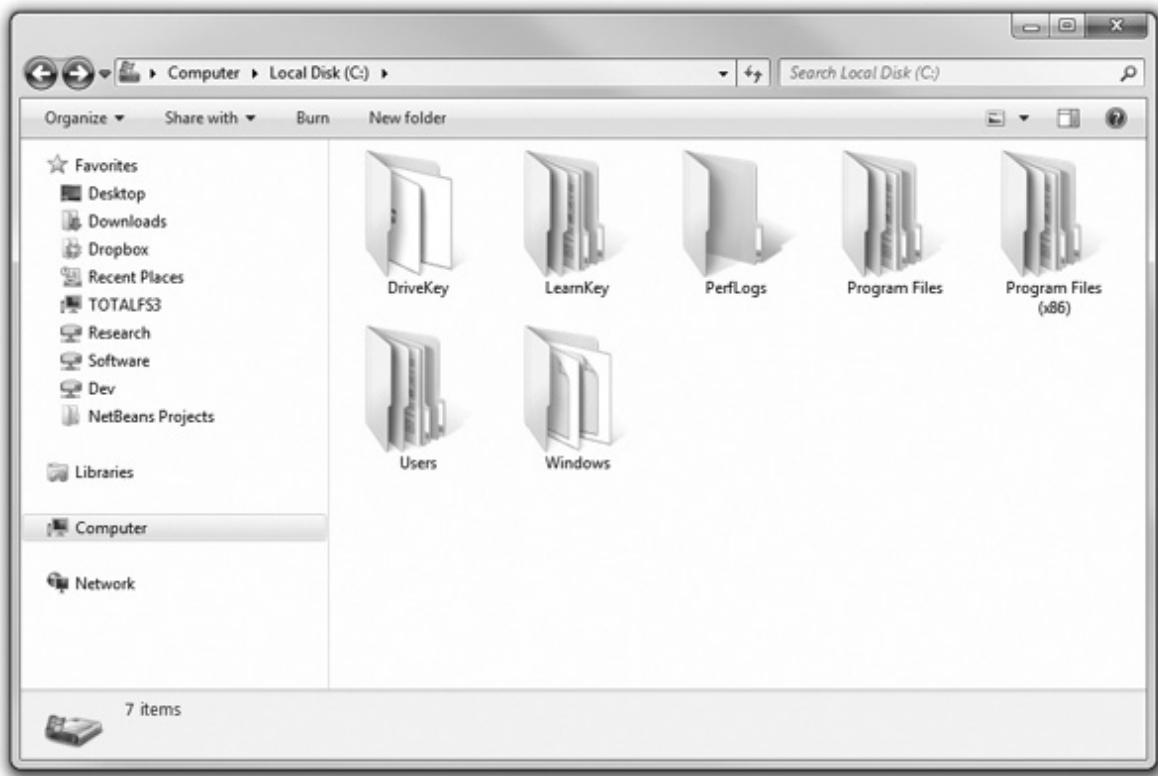 Computer Local Disk (C:) Search Local Disk (C:)
Organize Share with Burn New folder
Favorites
Desktop
Downloads
Dropbox
Recent Places
TOTALFS3
Research
Software
Dev
NetBeans Projects
Libraries
Computer
Network
DriveKey LearnKey PerfLogs Program Files Program Files
(x86)
Users Windows
7 items